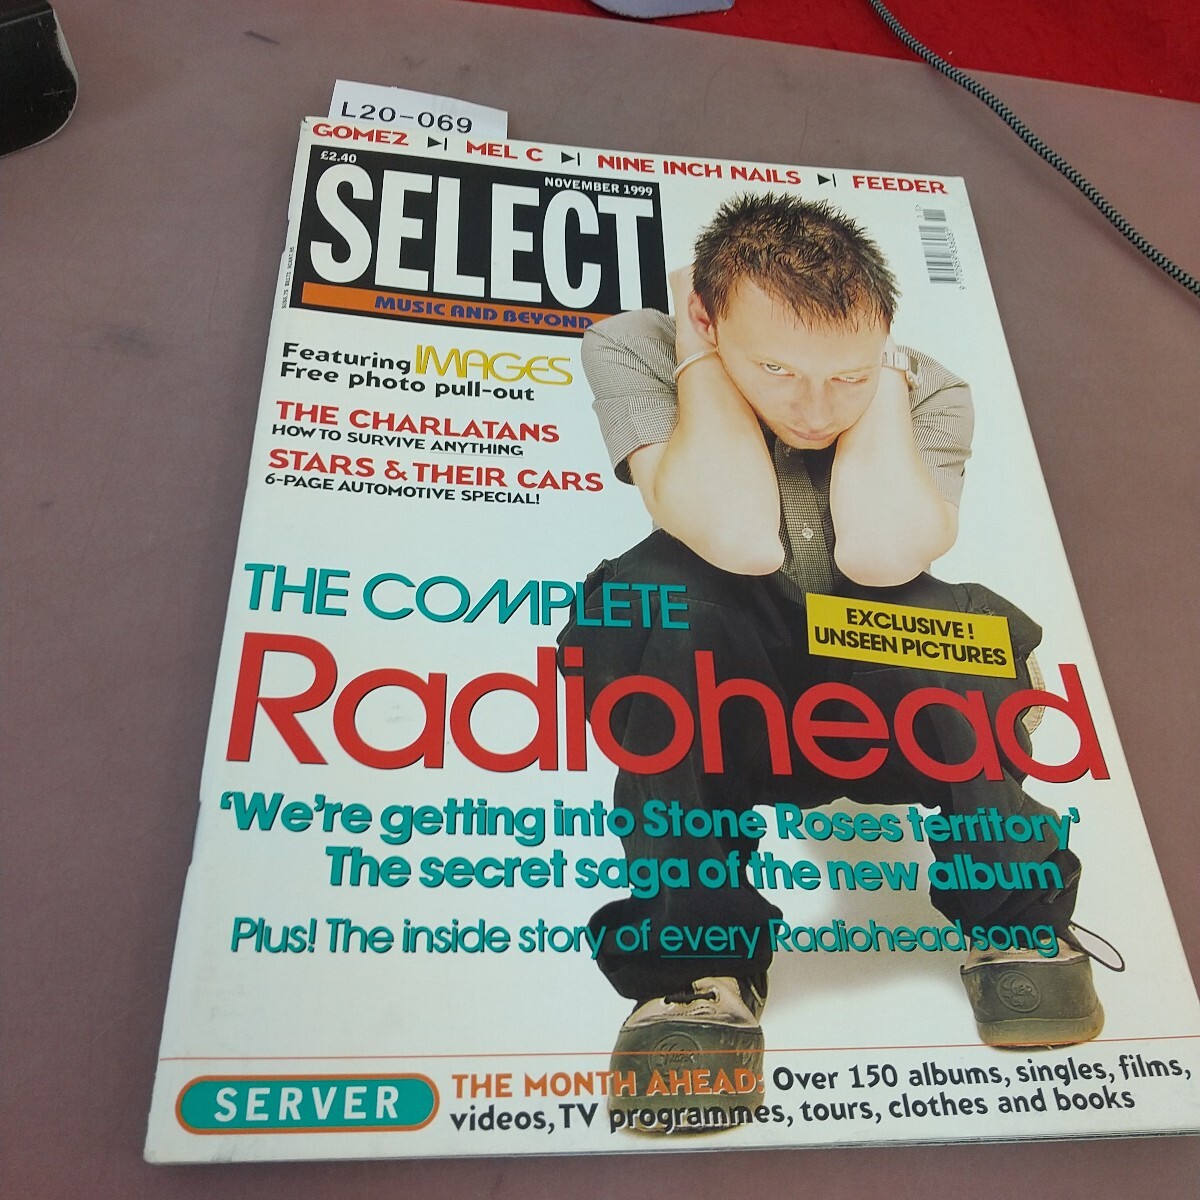 L20-069
GOMEZ ▶| MEL C ▶| NINE INCH NAILS ▶| FEEDER
£2.40
NOVEMBER 1999
SELECT
MUSIC AND BEYOND
Featuring IMAGES
Free photo pull-out
THE CHARLATANS
HOW TO SURVIVE ANYTHING
STARS & THEIR CARS
6-PAGE AUTOMOTIVE SPECIAL!
THE COMPLETE
EXCLUSIVE!
UNSEEN PICTURES
Radiohead
‘We’re getting into Stone Roses territory’
The secret saga of the new album
Plus! The inside story of every Radiohead song
SERVER
THE MONTH AHEAD: Over 150 albums, singles, films,
videos, TV programmes, tours, clothes and books